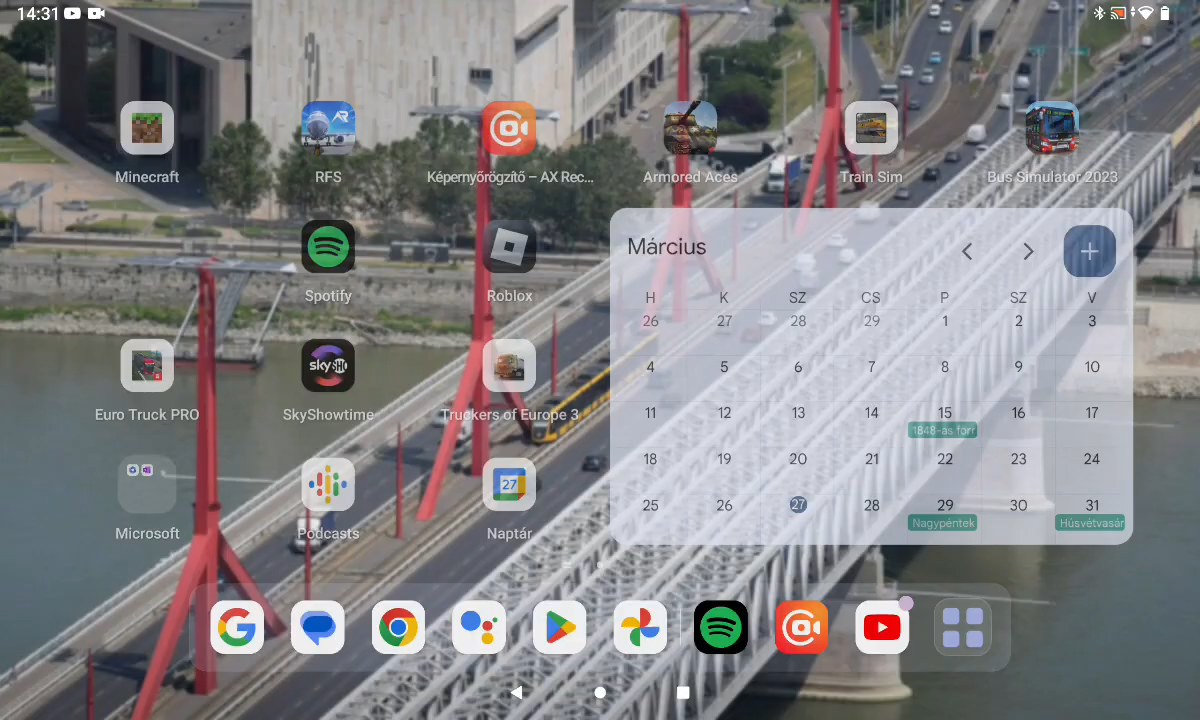 14:31
Minecraft
RFS
Képernyőrögzítő – AX Rec...
Armored Aces
Train Sim
Bus Simulator 2023
Spotify
Roblox
Március
H K SZ CS P SZ V
26 27 28 29 1 2 3
4 5 6 7 8 9 10
11 12 13 14 15 16 17
1848-as forr
18 19 20 21 22 23 24
25 26 27 28 29 30 31
Nagypéntek Húsvétvasár
sky SHO
Euro Truck PRO
SkyShowtime
Truckers of Europe 3
27
Microsoft
Podcasts
Naptár